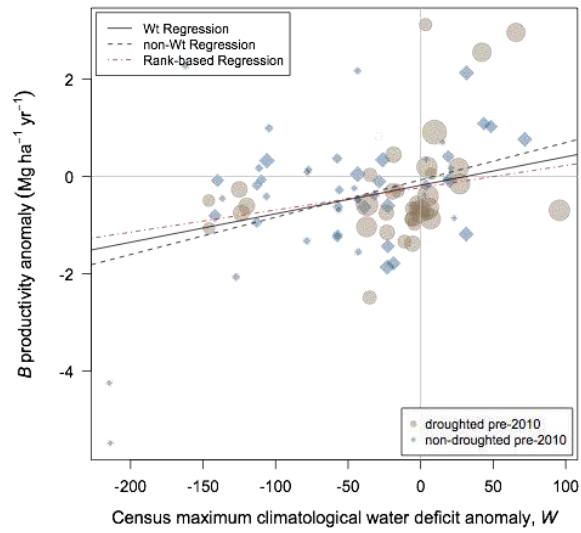 Wt Regression
non-Wt Regression
Rank-based Regression
2
0
-2
-4
B productivity anomaly (Mg ha⁻¹ yr⁻¹)
droughted pre-2010
non-droughted pre-2010
-200 -150 -100 -50 0 50 100
Census maximum climatological water deficit anomaly, W